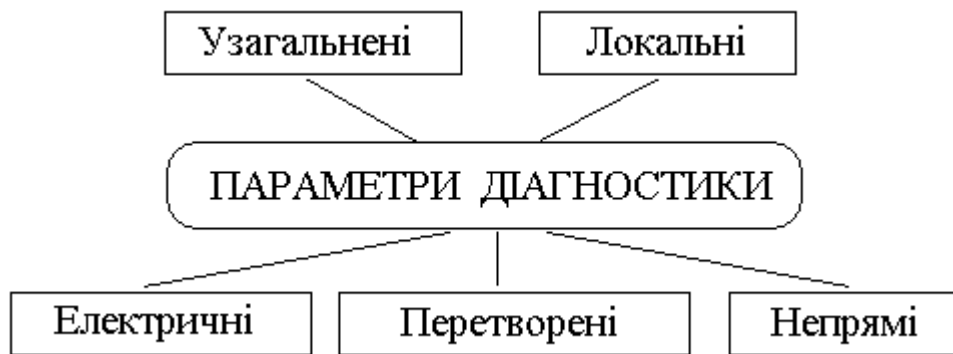 Узагальнені
Локальні
ПАРАМЕТРИ ДІАГНОСТИКИ
Електричні
Перетворені
Непрямі